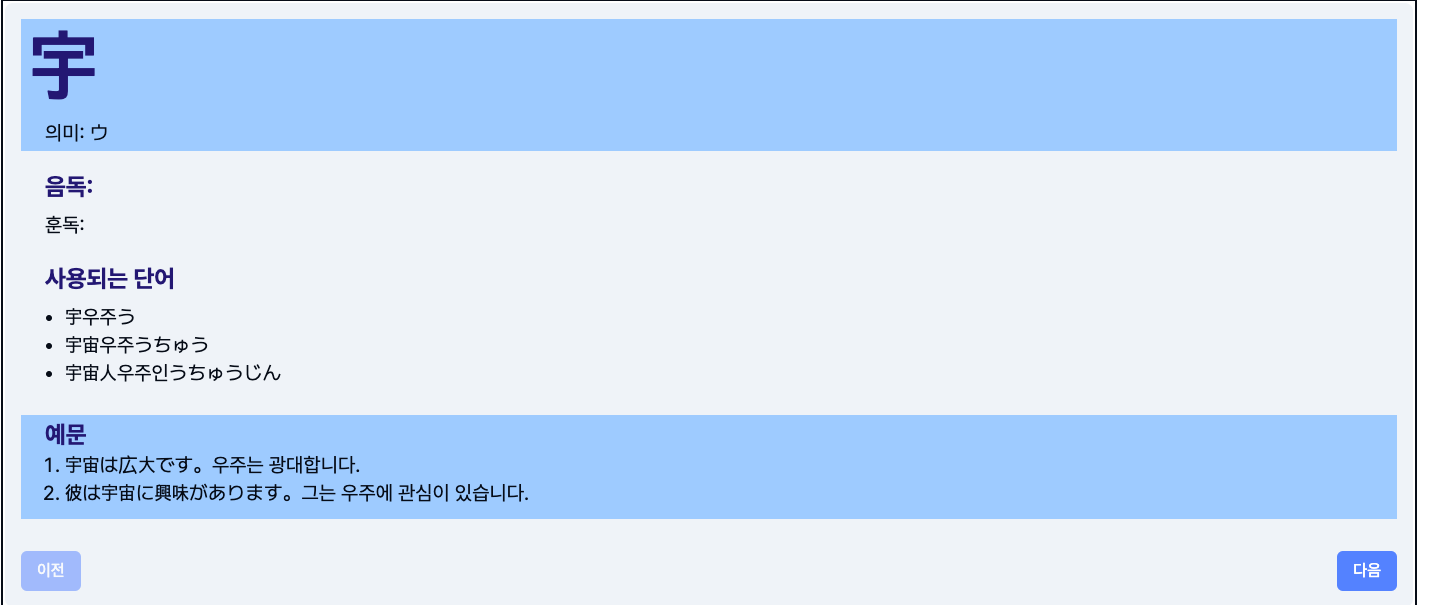 宇
의미: ウ
음독:
훈독:
사용되는 단어
• 宇우주う
• 宇宙우주うちゅう
• 宇宙人우주인うちゅうじん
예문
1. 宇宙は広大です。우주는 광대합니다.
2. 彼は宇宙に興味があります。그는 우주에 관심이 있습니다.
이전
다음